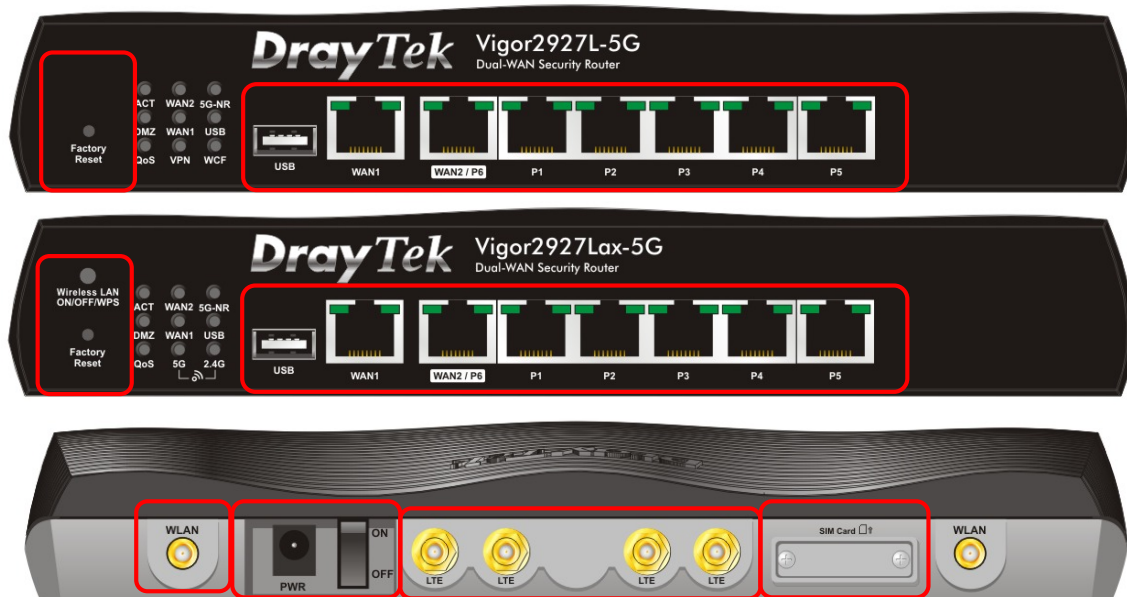 DrayTek Vigor2927L-5G
Dual-WAN Security Router
ACT WAN2 5G-NR
DMZ WAN1 USB
QoS VPN WCF
Factory
Reset
USB
WAN1
WAN2 / P6
P1
P2
P3
P4
P5
DrayTek Vigor2927Lax-5G
Dual-WAN Security Router
Wireless LAN
ON/OFF/WPS
ACT WAN2 5G-NR
DMZ WAN1 USB
QoS 5G 2.4G
Factory
Reset
USB
WAN1
WAN2 / P6
P1
P2
P3
P4
P5
WLAN
PWR
ON
OFF
LTE
LTE
LTE
LTE
SIM Card
WLAN